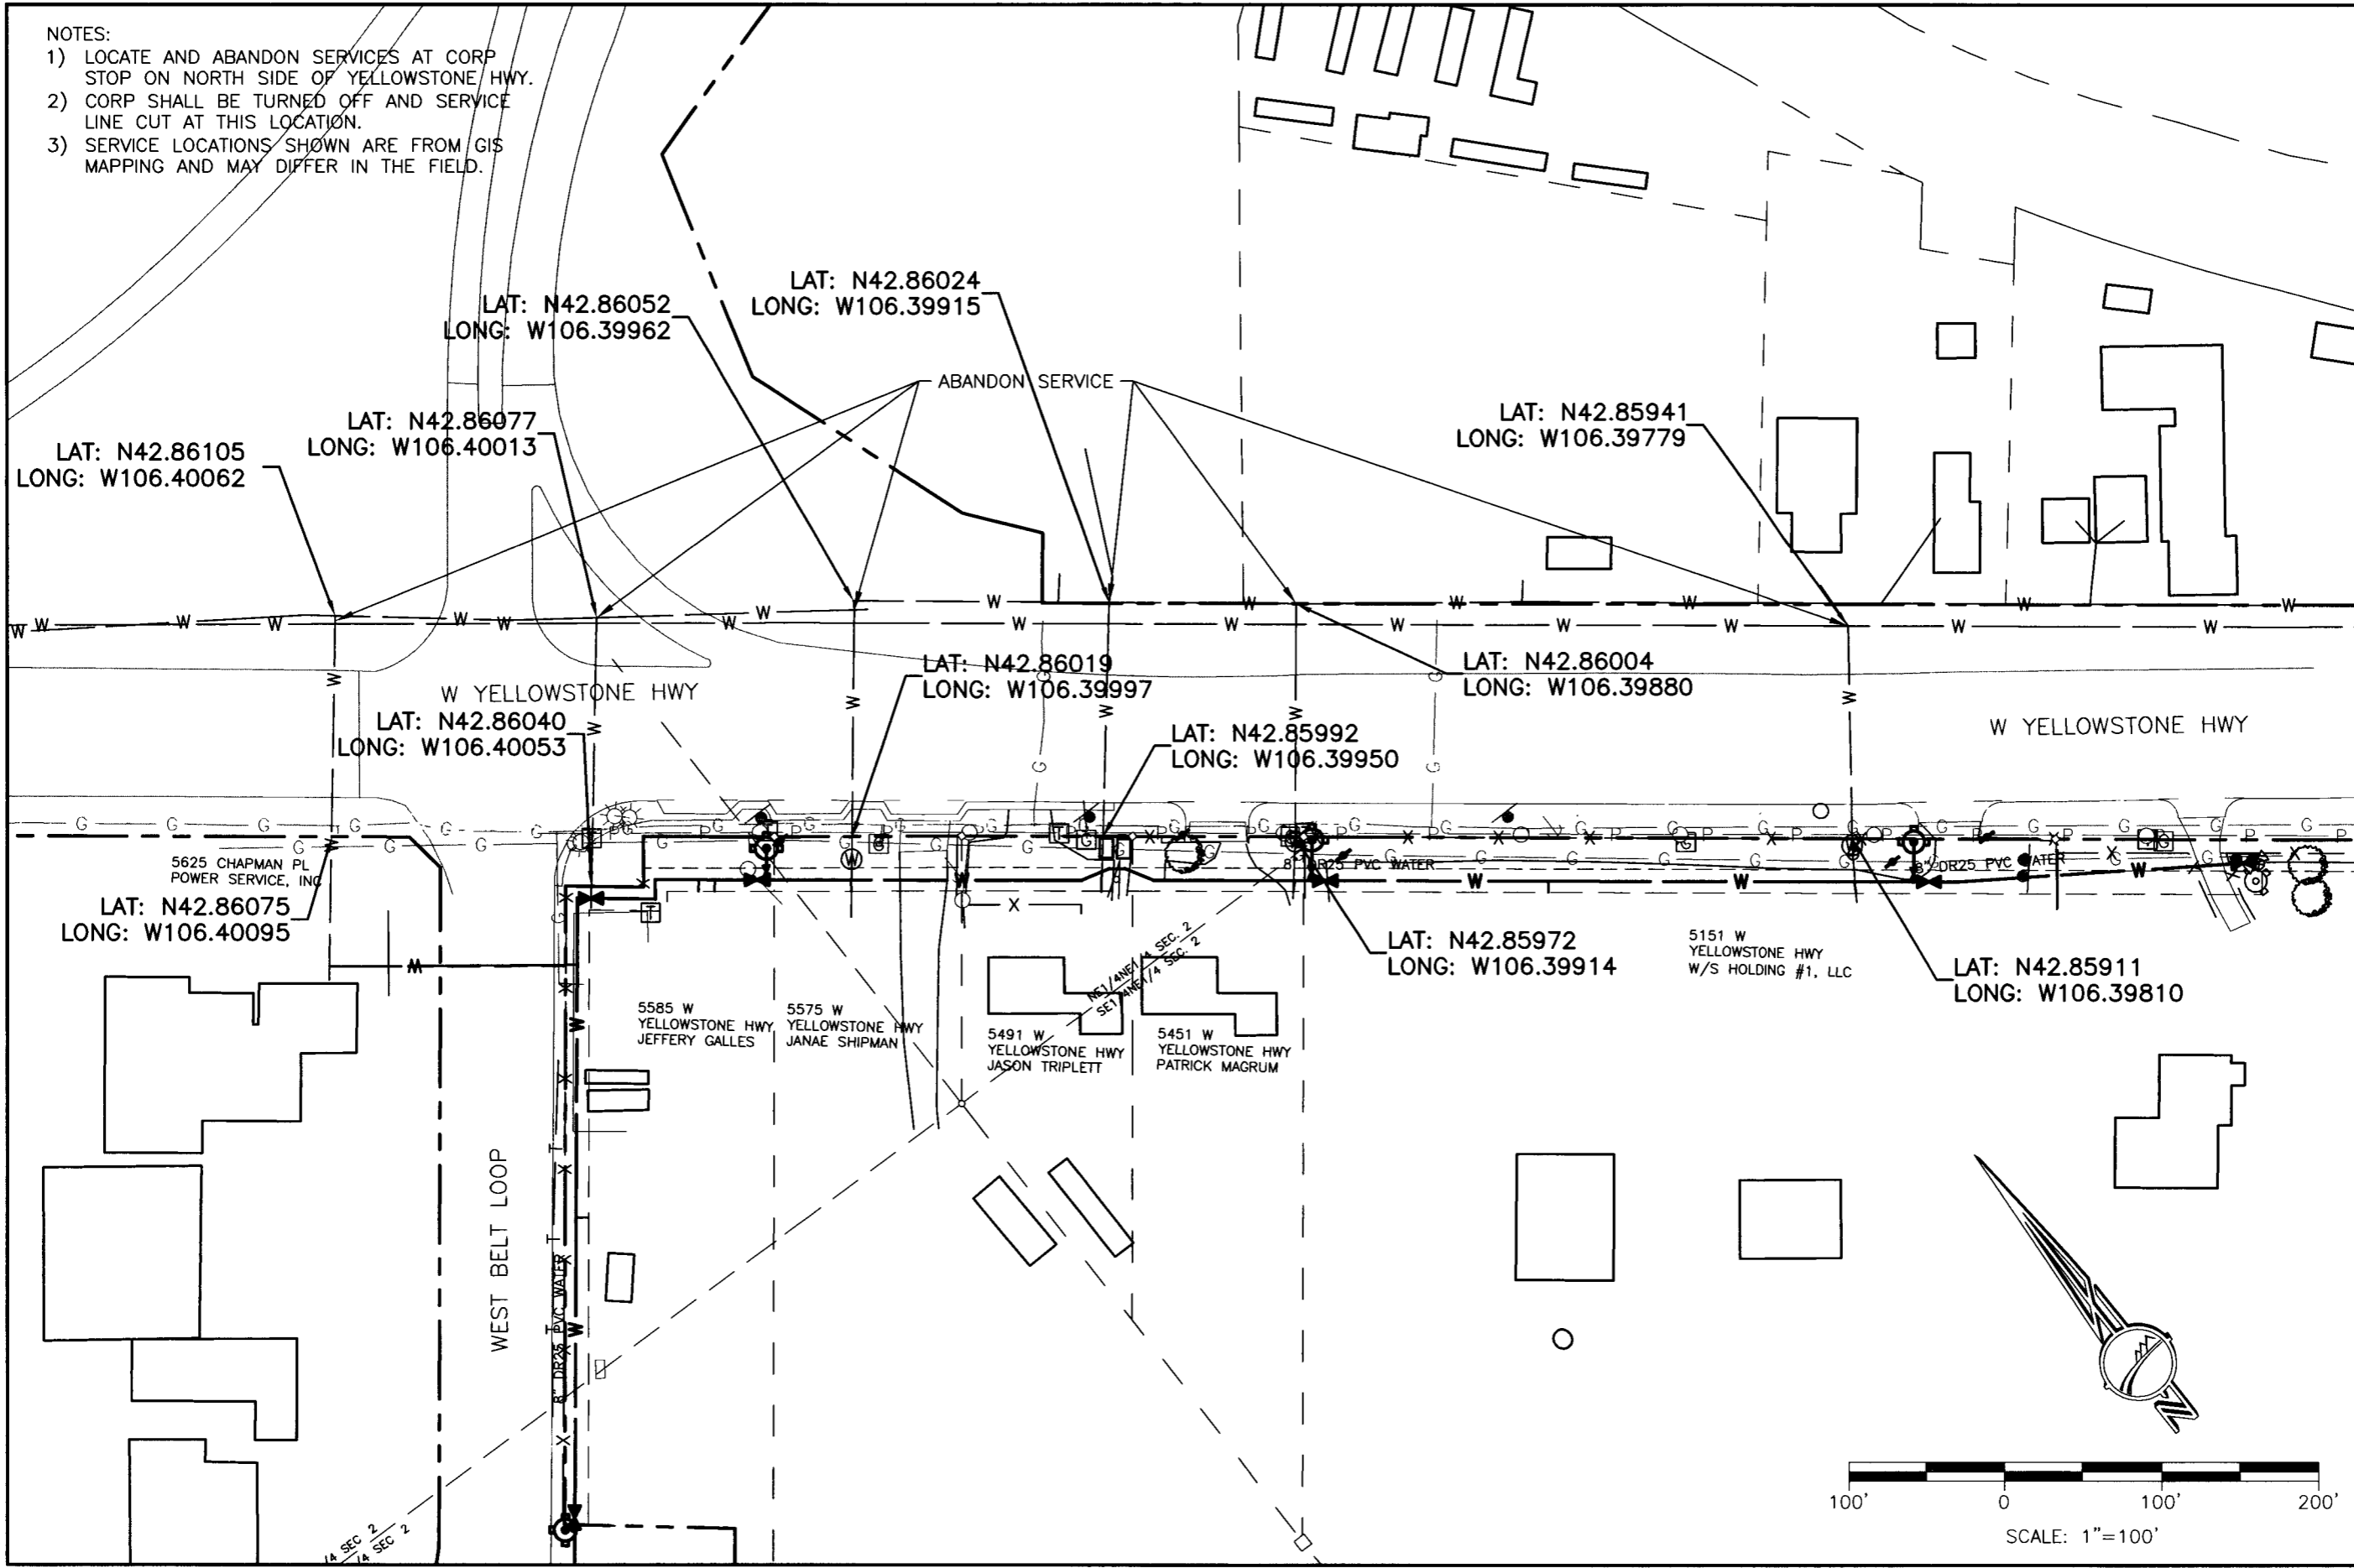 NOTES:
1) LOCATE AND ABANDON SERVICES AT CORP
STOP ON NORTH SIDE OF YELLOWSTONE HWY.
2) CORP SHALL BE TURNED OFF AND SERVICE
LINE CUT AT THIS LOCATION.
3) SERVICE LOCATIONS SHOWN ARE FROM GIS
MAPPING AND MAY DIFFER IN THE FIELD.
LAT: N42.86024
LONG: W106.39915
LAT: N42.86052
LONG: W106.39962
ABANDON SERVICE
LAT: N42.86077
LONG: W106.40013
LAT: N42.85941
LONG: W106.39779
LAT: N42.86105
LONG: W106.40062
LAT: N42.86019
LONG: W106.39997
LAT: N42.86004
LONG: W106.39880
W YELLOWSTONE HWY
LAT: N42.86040
LONG: W106.40053
LAT: N42.85992
LONG: W106.39950
W YELLOWSTONE HWY
5625 CHAPMAN PL
POWER SERVICE, INC
LAT: N42.86075
LONG: W106.40095
8" DR25 PVC WATER
8" DR25 PVC WATER
LAT: N42.85972
LONG: W106.39914
5151 W
YELLOWSTONE HWY
W/S HOLDING #1, LLC
LAT: N42.85911
LONG: W106.39810
NE1/4NE1/4 SEC. 2
SE1/4NE1/4 SEC. 2
5585 W
YELLOWSTONE HWY
JEFFERY GALLES
5575 W
YELLOWSTONE HWY
JANAE SHIPMAN
5491 W
YELLOWSTONE HWY
JASON TRIPLETT
5451 W
YELLOWSTONE HWY
PATRICK MAGRUM
WEST BELT LOOP
8" DR25 PVC WATER
/4 SEC 2
/4 SEC 2
N
100' 0 100' 200'
SCALE: 1"=100'